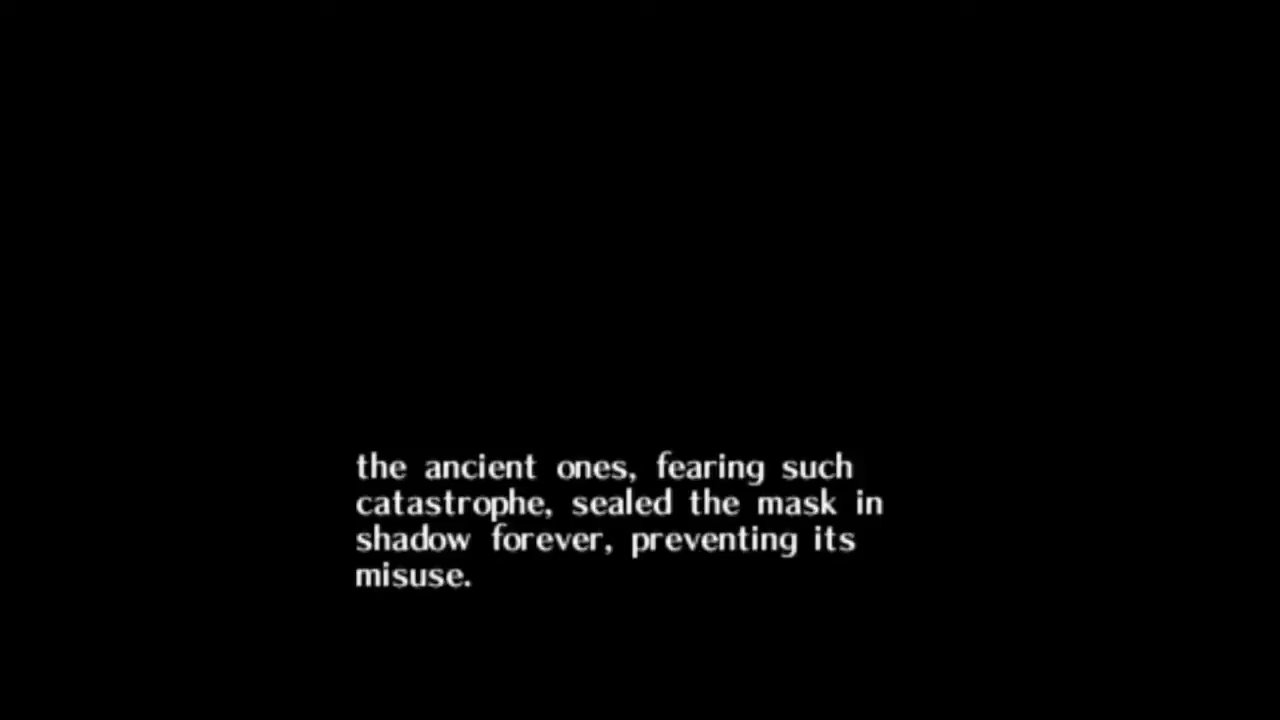 the ancient ones, fearing such
catastrophe, sealed the mask in
shadow forever, preventing its
misuse.